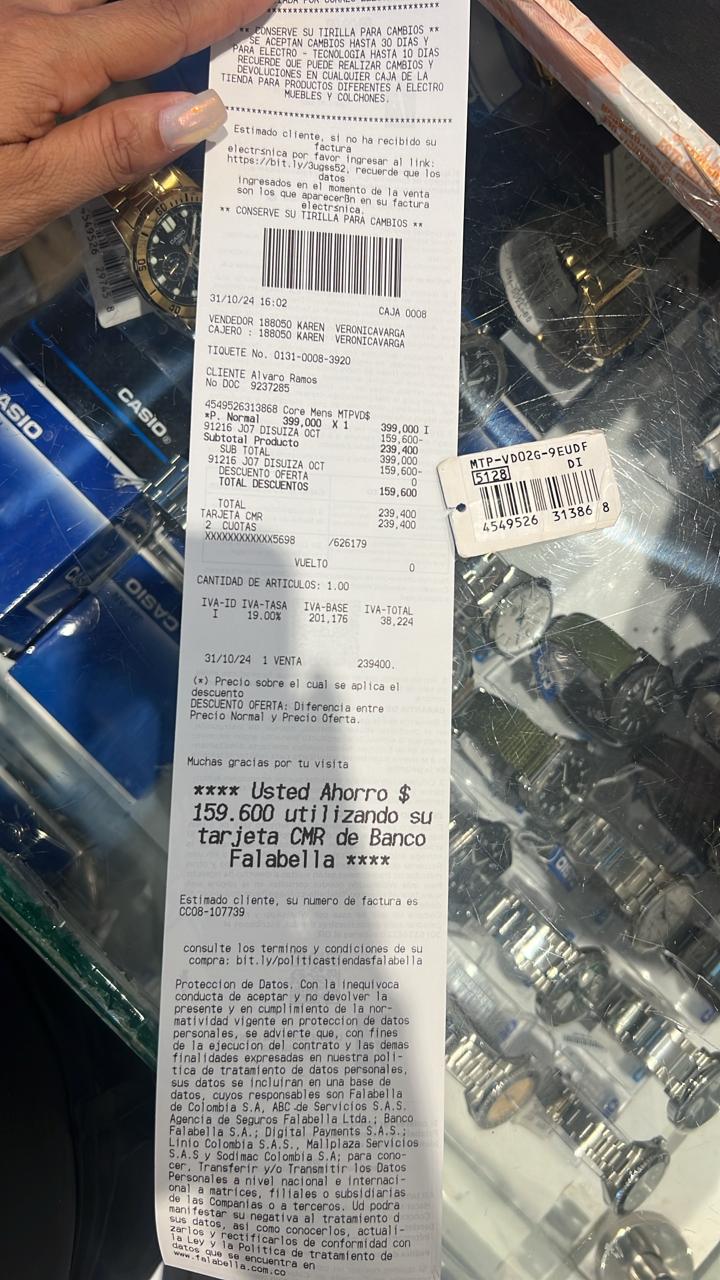 ** CONSERVE SU TIRILLA PARA CAMBIOS **
SE ACEPTAN CAMBIOS HASTA 30 DIAS Y
PARA ELECTRO - TECNOLOGIA HASTA 10 DIAS
RECUERDE QUE PUEDE REALIZAR CAMBIOS Y
DEVOLUCIONES EN CUALQUIER CAJA DE LA
TIENDA PARA PRODUCTOS DIFERENTES A ELECTRO
MUEBLES Y COLCHONES.
Estimado cliente, si no ha recibido su
factura
electrsnica por favor ingresar al link:
https://bit.ly/3ugss52, recuerde que los
datos
ingresados en el momento de la venta
son los que aparecerBn en su factura
electrsnica.
** CONSERVE SU TIRILLA PARA CAMBIOS **
31/10/24 16:02 CAJA 0008
VENDEDOR 188050 KAREN VERONICAVARGA
CAJERO : 188050 KAREN VERONICAVARGA
TIQUETE No. 0131-0008-3920
CLIENTE Alvaro Ramos
No DOC 9237285
4549526313868 Core Mens MTPVD$
*P. Normal 399,000 X 1 399,000 I
91216 J07 DISUIZA OCT 159,600-
Subtotal Producto 239,400
SUB TOTAL 399,000
91216 J07 DISUIZA OCT 159,600-
DESCUENTO OFERTA 0
TOTAL DESCUENTOS 159,600
TOTAL 239,400
TARJETA CMR 239,400
2 CUOTAS
XXXXXXXXXXXX5698 /626179
VUELTO 0
CANTIDAD DE ARTICULOS: 1.00
IVA-ID IVA-TASA IVA-BASE IVA-TOTAL
I 19.00% 201,176 38,224
31/10/24 1 VENTA 239400.
(*) Precio sobre el cual se aplica el
descuento
DESCUENTO OFERTA: Diferencia entre
Precio Normal y Precio Oferta.
Muchas gracias por tu visita
**** Usted Ahorro $
159.600 utilizando su
tarjeta CMR de Banco
Falabella ****
Estimado cliente, su numero de factura es
CC08-107739
consulte los terminos y condiciones de su
compra: bit.ly/politicastiendasfalabella
Proteccion de Datos. Con la inequivoca
conducta de aceptar y no devolver la
presente y en cumplimiento de la nor-
matividad vigente en proteccion de datos
personales, se advierte que, con fines
de la ejecucion del contrato y las demas
finalidades expresadas en nuestra poli-
tica de tratamiento de datos personales,
sus datos se incluiran en una base de
datos, cuyos responsables son Falabella
de Colombia S.A, ABC de Servicios S.A.S.
Agencia de Seguros Falabella Ltda.; Banco
Falabella S.A.; Digital Payments S.A.S.;
Linio Colombia S.A.S., Mallplaza Servicios
S.A.S y Sodimac Colombia S.A; para cono-
cer, Transferir y/o Transmitir los Datos
Personales a nivel nacional e internaci-
onal a matrices, filiales o subsidiarias
de las Companias o a terceros. Ud podra
manifestar su negativa al tratamiento d
sus datos, asi como conocerlos, actuali-
zarlos y rectificarlos de conformidad con
la Ley y la Politica de tratamiento de
datos que se encuentra en
www.falabella.com.co
MTP-VD02G-9EUDF
5128 DI
4549526 31386 8
CASIO
CASIO
CASIO